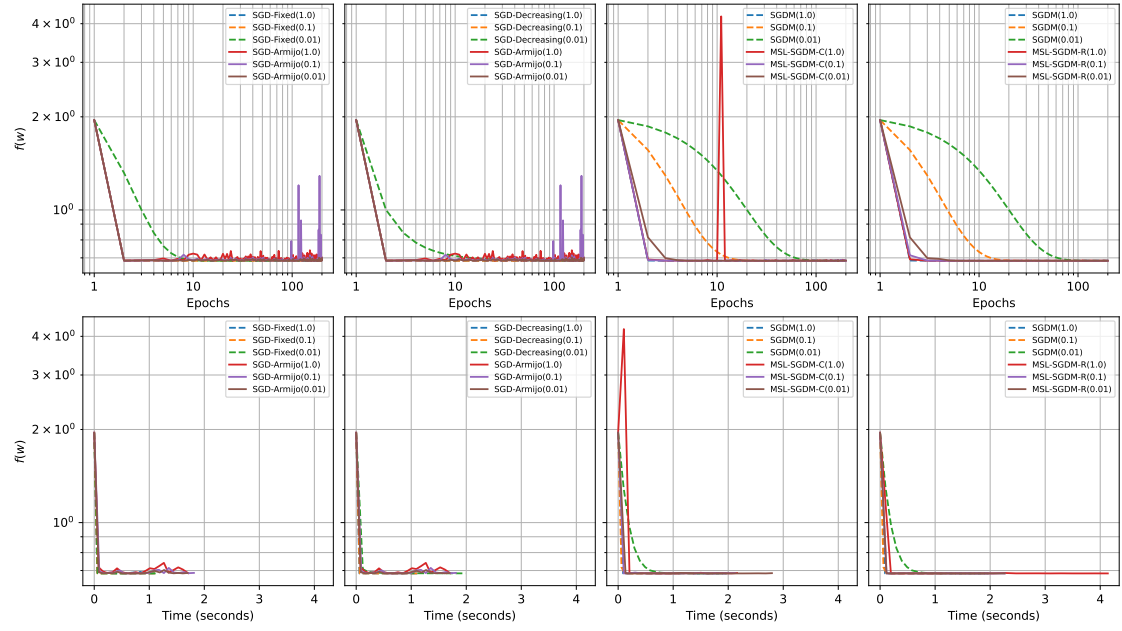 4 × 10⁰
3 × 10⁰
2 × 10⁰
10⁰
f(w)
SGD-Fixed(1.0)
SGD-Fixed(0.1)
SGD-Fixed(0.01)
SGD-Armijo(1.0)
SGD-Armijo(0.1)
SGD-Armijo(0.01)
1 10 100
Epochs
SGD-Decreasing(1.0)
SGD-Decreasing(0.1)
SGD-Decreasing(0.01)
SGD-Armijo(1.0)
SGD-Armijo(0.1)
SGD-Armijo(0.01)
1 10 100
Epochs
SGDM(1.0)
SGDM(0.1)
SGDM(0.01)
MSL-SGDM-C(1.0)
MSL-SGDM-C(0.1)
MSL-SGDM-C(0.01)
1 10 100
Epochs
SGDM(1.0)
SGDM(0.1)
SGDM(0.01)
MSL-SGDM-R(1.0)
MSL-SGDM-R(0.1)
MSL-SGDM-R(0.01)
1 10 100
Epochs
4 × 10⁰
3 × 10⁰
2 × 10⁰
10⁰
f(w)
SGD-Fixed(1.0)
SGD-Fixed(0.1)
SGD-Fixed(0.01)
SGD-Armijo(1.0)
SGD-Armijo(0.1)
SGD-Armijo(0.01)
0 1 2 3 4
Time (seconds)
SGD-Decreasing(1.0)
SGD-Decreasing(0.1)
SGD-Decreasing(0.01)
SGD-Armijo(1.0)
SGD-Armijo(0.1)
SGD-Armijo(0.01)
0 1 2 3 4
Time (seconds)
SGDM(1.0)
SGDM(0.1)
SGDM(0.01)
MSL-SGDM-C(1.0)
MSL-SGDM-C(0.1)
MSL-SGDM-C(0.01)
0 1 2 3 4
Time (seconds)
SGDM(1.0)
SGDM(0.1)
SGDM(0.01)
MSL-SGDM-R(1.0)
MSL-SGDM-R(0.1)
MSL-SGDM-R(0.01)
0 1 2 3 4
Time (seconds)